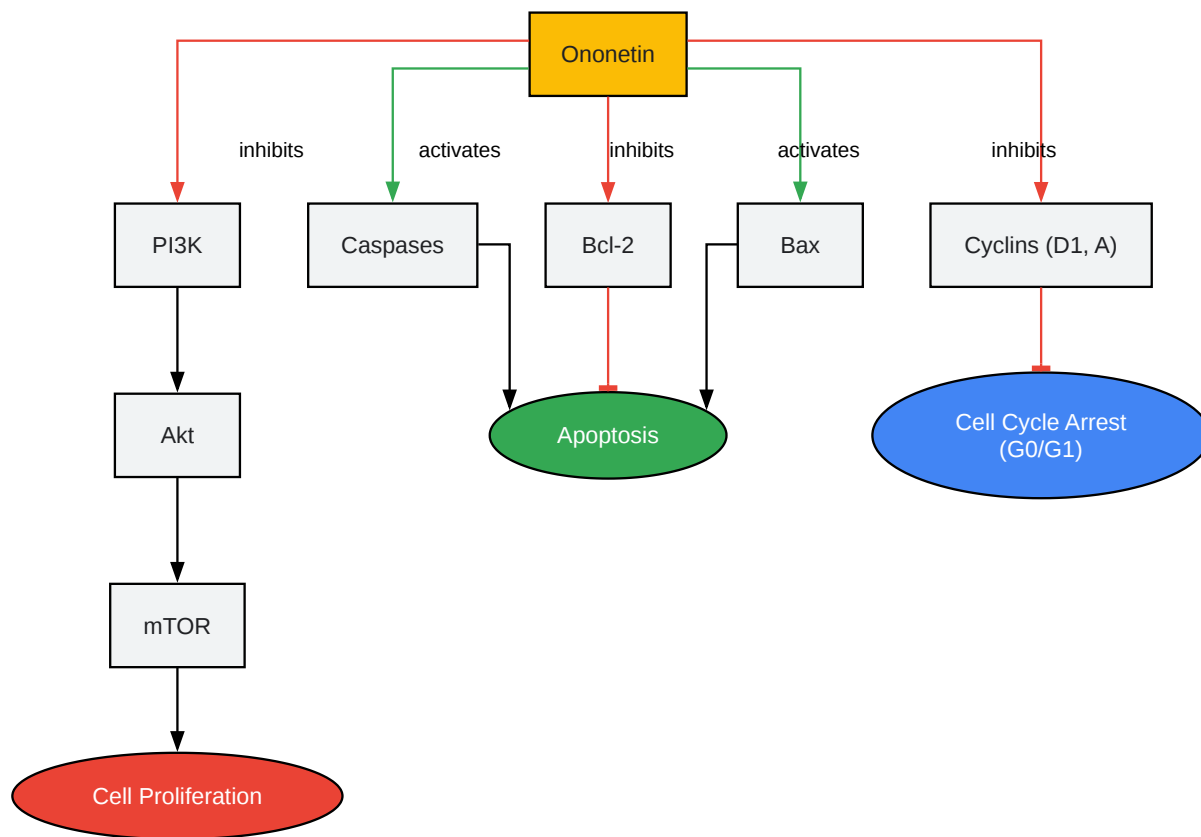 Ononetin
inhibits
activates
inhibits
activates
inhibits
PI3K
Caspases
Bcl-2
Bax
Cyclins (D1, A)
Akt
Apoptosis
Cell Cycle Arrest
(G0/G1)
mTOR
Cell Proliferation